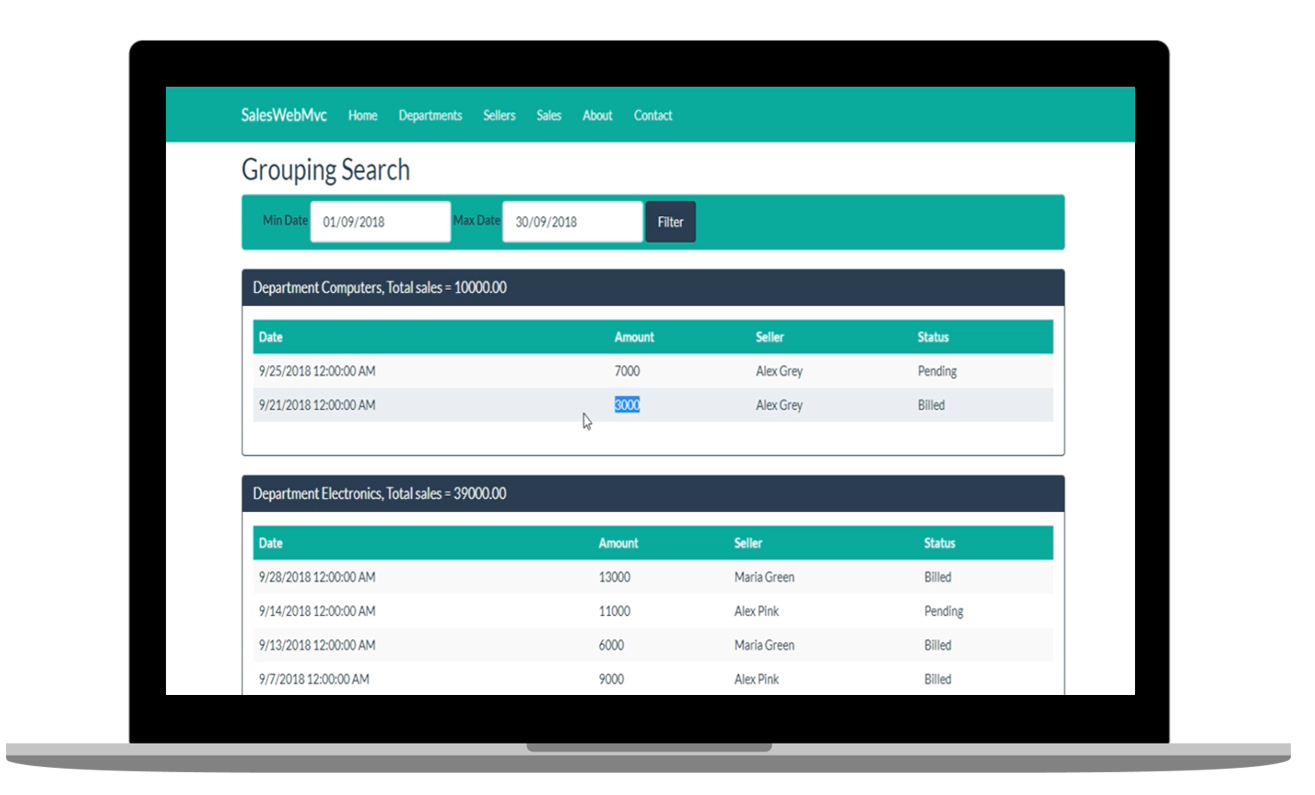 SalesWebMvc Home Departments Sellers Sales About Contact
Grouping Search
Min Date 01/09/2018 Max Date 30/09/2018 Filter
Department Computers, Total sales = 10000.00
Date Amount Seller Status
9/25/2018 12:00:00 AM 7000 Alex Grey Pending
9/21/2018 12:00:00 AM 3000 Alex Grey Billed
Department Electronics, Total sales = 39000.00
Date Amount Seller Status
9/28/2018 12:00:00 AM 13000 Maria Green Billed
9/14/2018 12:00:00 AM 11000 Alex Pink Pending
9/13/2018 12:00:00 AM 6000 Maria Green Billed
9/7/2018 12:00:00 AM 9000 Alex Pink Billed